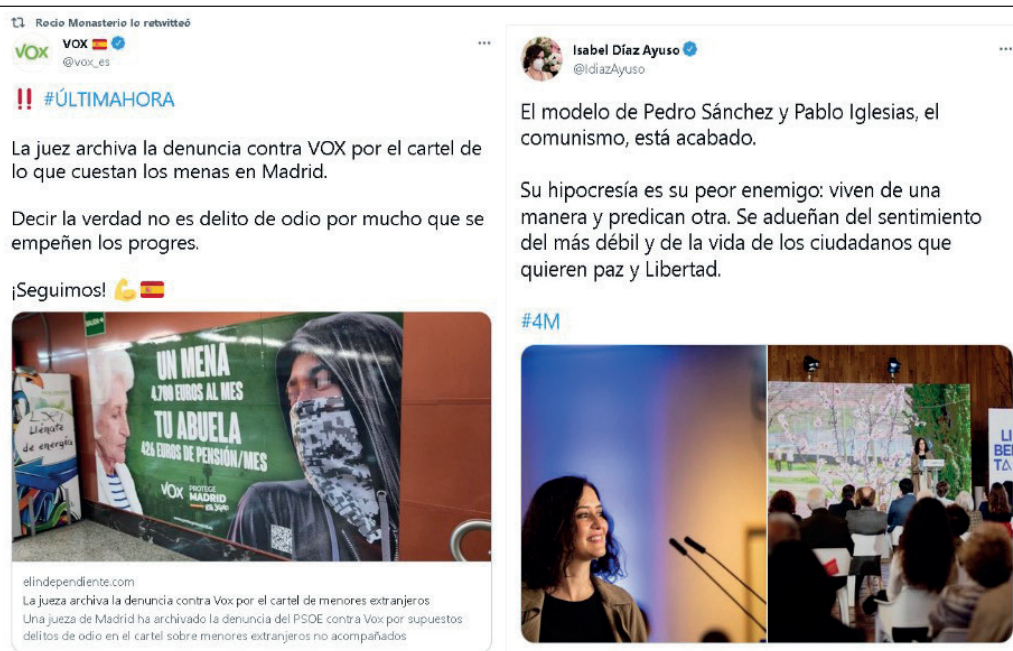 Rocio Monasterio lo retwitteó
VOX
VOX
@vox_es
#ÚLTIMAHORA
La juez archiva la denuncia contra VOX por el cartel de
lo que cuestan los menas en Madrid.
Decir la verdad no es delito de odio por mucho que se
empeñen los progres.
¡Seguimos!
Llénate
de energía
UN MENA
4.700 EUROS AL MES
TU ABUELA
426 EUROS DE PENSIÓN/MES
VOX
PROTEGE
MADRID
elindependiente.com
La jueza archiva la denuncia contra Vox por el cartel de menores extranjeros
Una jueza de Madrid ha archivado la denuncia del PSOE contra Vox por supuestos
delitos de odio en el cartel sobre menores extranjeros no acompañados
Isabel Díaz Ayuso
@IdiazAyuso
El modelo de Pedro Sánchez y Pablo Iglesias, el
comunismo, está acabado.
Su hipocresía es su peor enemigo: viven de una
manera y predican otra. Se adueñan del sentimiento
del más débil y de la vida de los ciudadanos que
quieren paz y Libertad.
#4M
LI
BER
TA